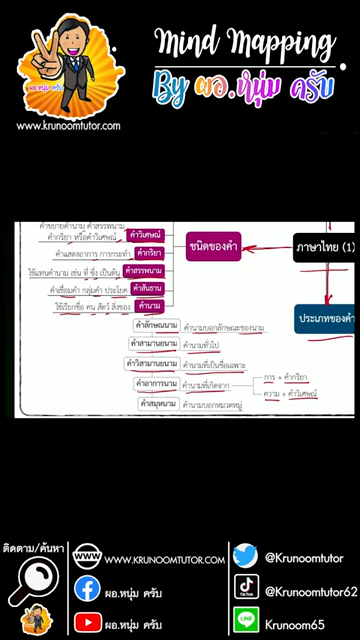 Mind Mapping
By ผอ.หนุ่ม ครับ
ผอ.หนุ่ม ครับ
www.krunoomtutor.com
คำขยายคำนาม คำสรรพนาม
คำกริยา หรือคำวิเศษณ์ คำวิเศษณ์
คำแสดงอาการ การกระทำ คำกริยา
ใช้แทนคำนาม เช่น ที่ ซึ่ง เป็นต้น คำสรรพนาม
คำเชื่อมคำ กลุ่มคำ ประโยค คำสันธาน
ใช้เรียกชื่อ คน สัตว์ สิ่งของ คำนาม
ชนิดของคำ
ภาษาไทย (1)
ประเภทของคำ
คำลักษณนาม คำนามบอกลักษณะของนาม
คำสามานยนาม คำนามทั่วไป
คำวิสามานยนาม คำนามที่เป็นชื่อเฉพาะ
คำอาการนาม คำนามที่เกิดจาก
การ + คำกริยา
ความ + คำวิเศษณ์
คำสมุหนาม คำนามบอกหมวดหมู่
ติดตาม/ค้นหา
WWW WWW.KRUNOOMTUTOR.COM
ผอ.หนุ่ม ครับ
ผอ.หนุ่ม ครับ
@Krunoomtutor
TikTok @Krunoomtutor62
LINE Krunoom65